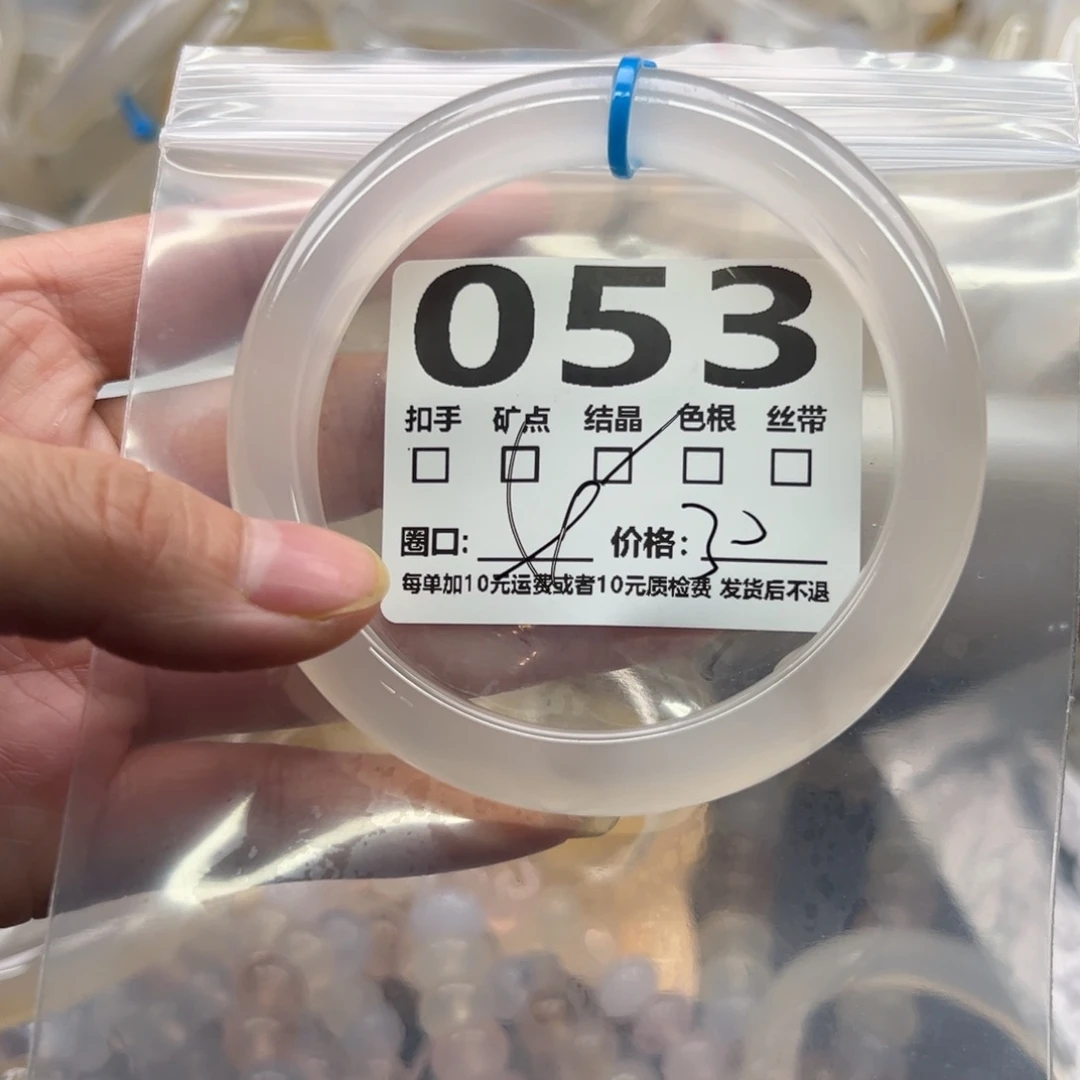 053
扣手 矿点 结晶 色根 丝带
圈口: 价格:
每单加10元运费或者10元质检费 发货后不退